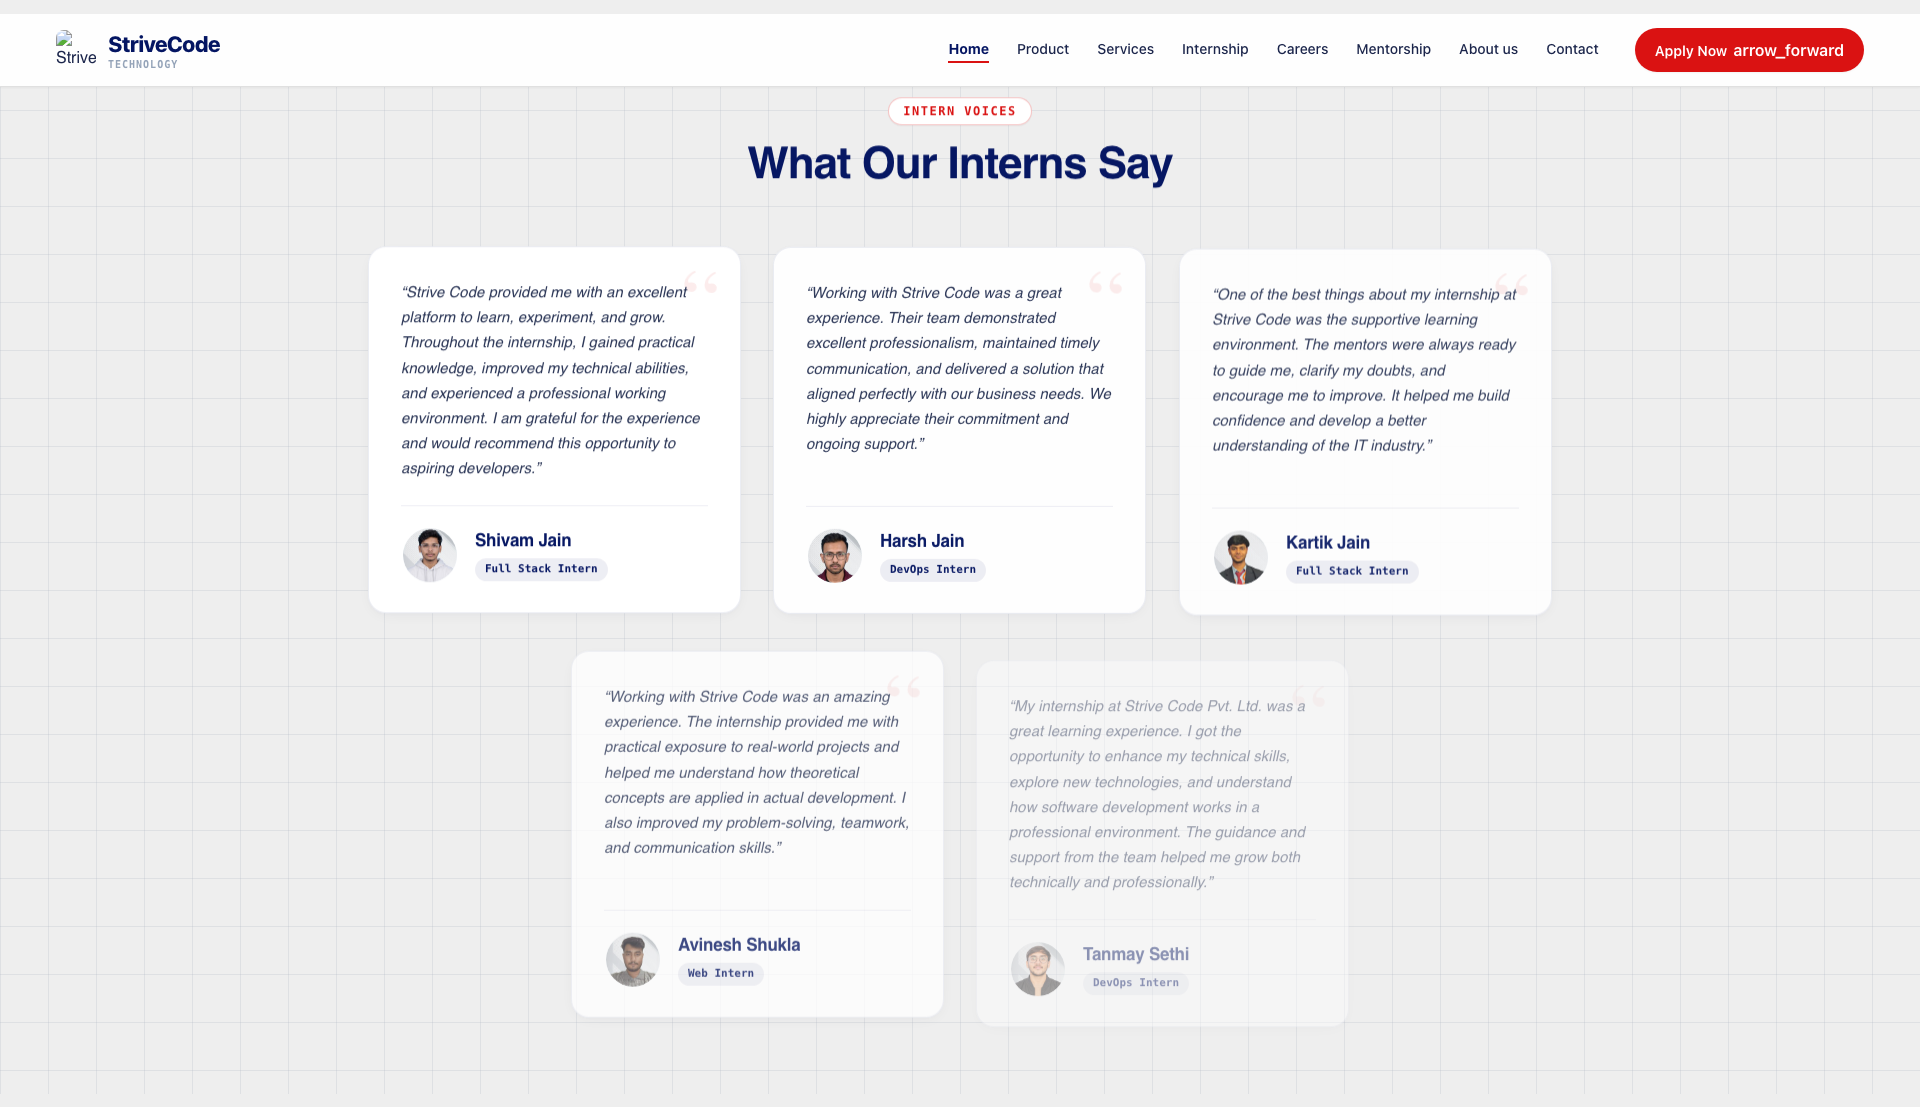 Strive
StriveCode
TECHNOLOGY
Home
Product
Services
Internship
Careers
Mentorship
About us
Contact
Apply Now arrow_forward
INTERN VOICES
What Our Interns Say
“Strive Code provided me with an excellent
platform to learn, experiment, and grow.
Throughout the internship, I gained practical
knowledge, improved my technical abilities,
and experienced a professional working
environment. I am grateful for the experience
and would recommend this opportunity to
aspiring developers.”
Shivam Jain
Full Stack Intern
“Working with Strive Code was a great
experience. Their team demonstrated
excellent professionalism, maintained timely
communication, and delivered a solution that
aligned perfectly with our business needs. We
highly appreciate their commitment and
ongoing support.”
Harsh Jain
DevOps Intern
“One of the best things about my internship at
Strive Code was the supportive learning
environment. The mentors were always ready
to guide me, clarify my doubts, and
encourage me to improve. It helped me build
confidence and develop a better
understanding of the IT industry.”
Kartik Jain
Full Stack Intern
“Working with Strive Code was an amazing
experience. The internship provided me with
practical exposure to real-world projects and
helped me understand how theoretical
concepts are applied in actual development. I
also improved my problem-solving, teamwork,
and communication skills.”
Avinesh Shukla
Web Intern
“My internship at Strive Code Pvt. Ltd. was a
great learning experience. I got the
opportunity to enhance my technical skills,
explore new technologies, and understand
how software development works in a
professional environment. The guidance and
support from the team helped me grow both
technically and professionally.”
Tanmay Sethi
DevOps Intern